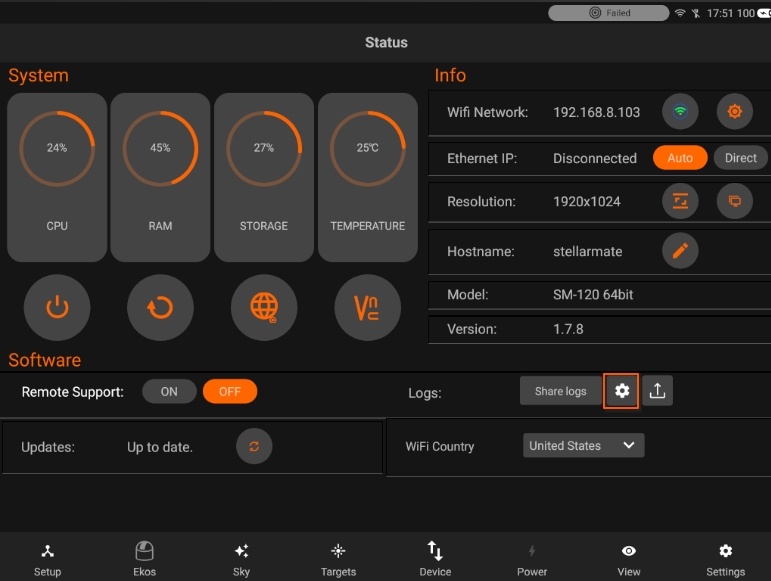 Failed 17:51 100
Status
System
24% 45% 27% 25℃
CPU RAM STORAGE TEMPERATURE
Vnc
Info
Wifi Network: 192.168.8.103
Ethernet IP: Disconnected Auto Direct
Resolution: 1920x1024
Hostname: stellarmate
Model: SM-120 64bit
Version: 1.7.8
Software
Remote Support: ON OFF
Logs: Share logs
Updates: Up to date.
WiFi Country United States
Setup Ekos Sky Targets Device Power View Settings